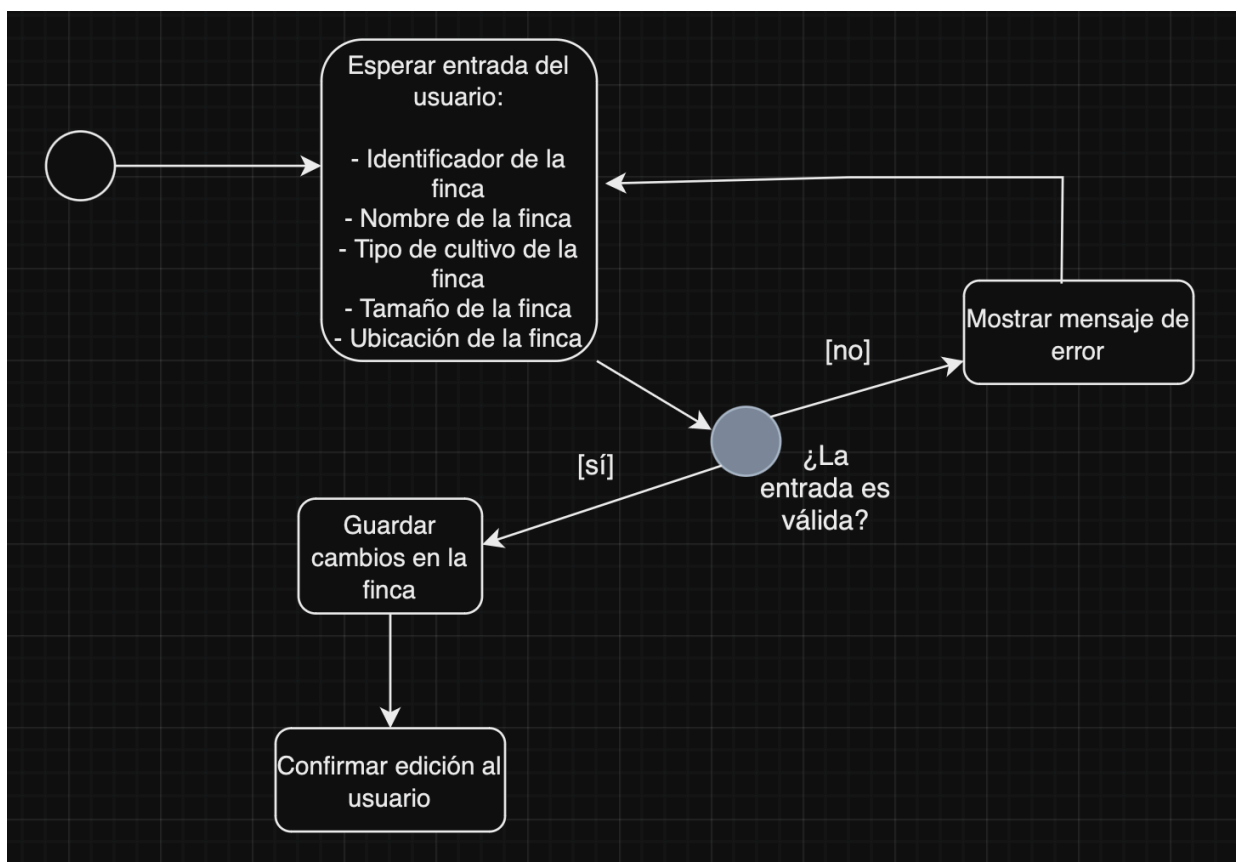 Esperar entrada del
usuario:
- Identificador de la
finca
- Nombre de la finca
- Tipo de cultivo de la
finca
- Tamaño de la finca
- Ubicación de la finca
Mostrar mensaje de
error
[no]
¿La
entrada es
válida?
[sí]
Guardar
cambios en la
finca
Confirmar edición al
usuario